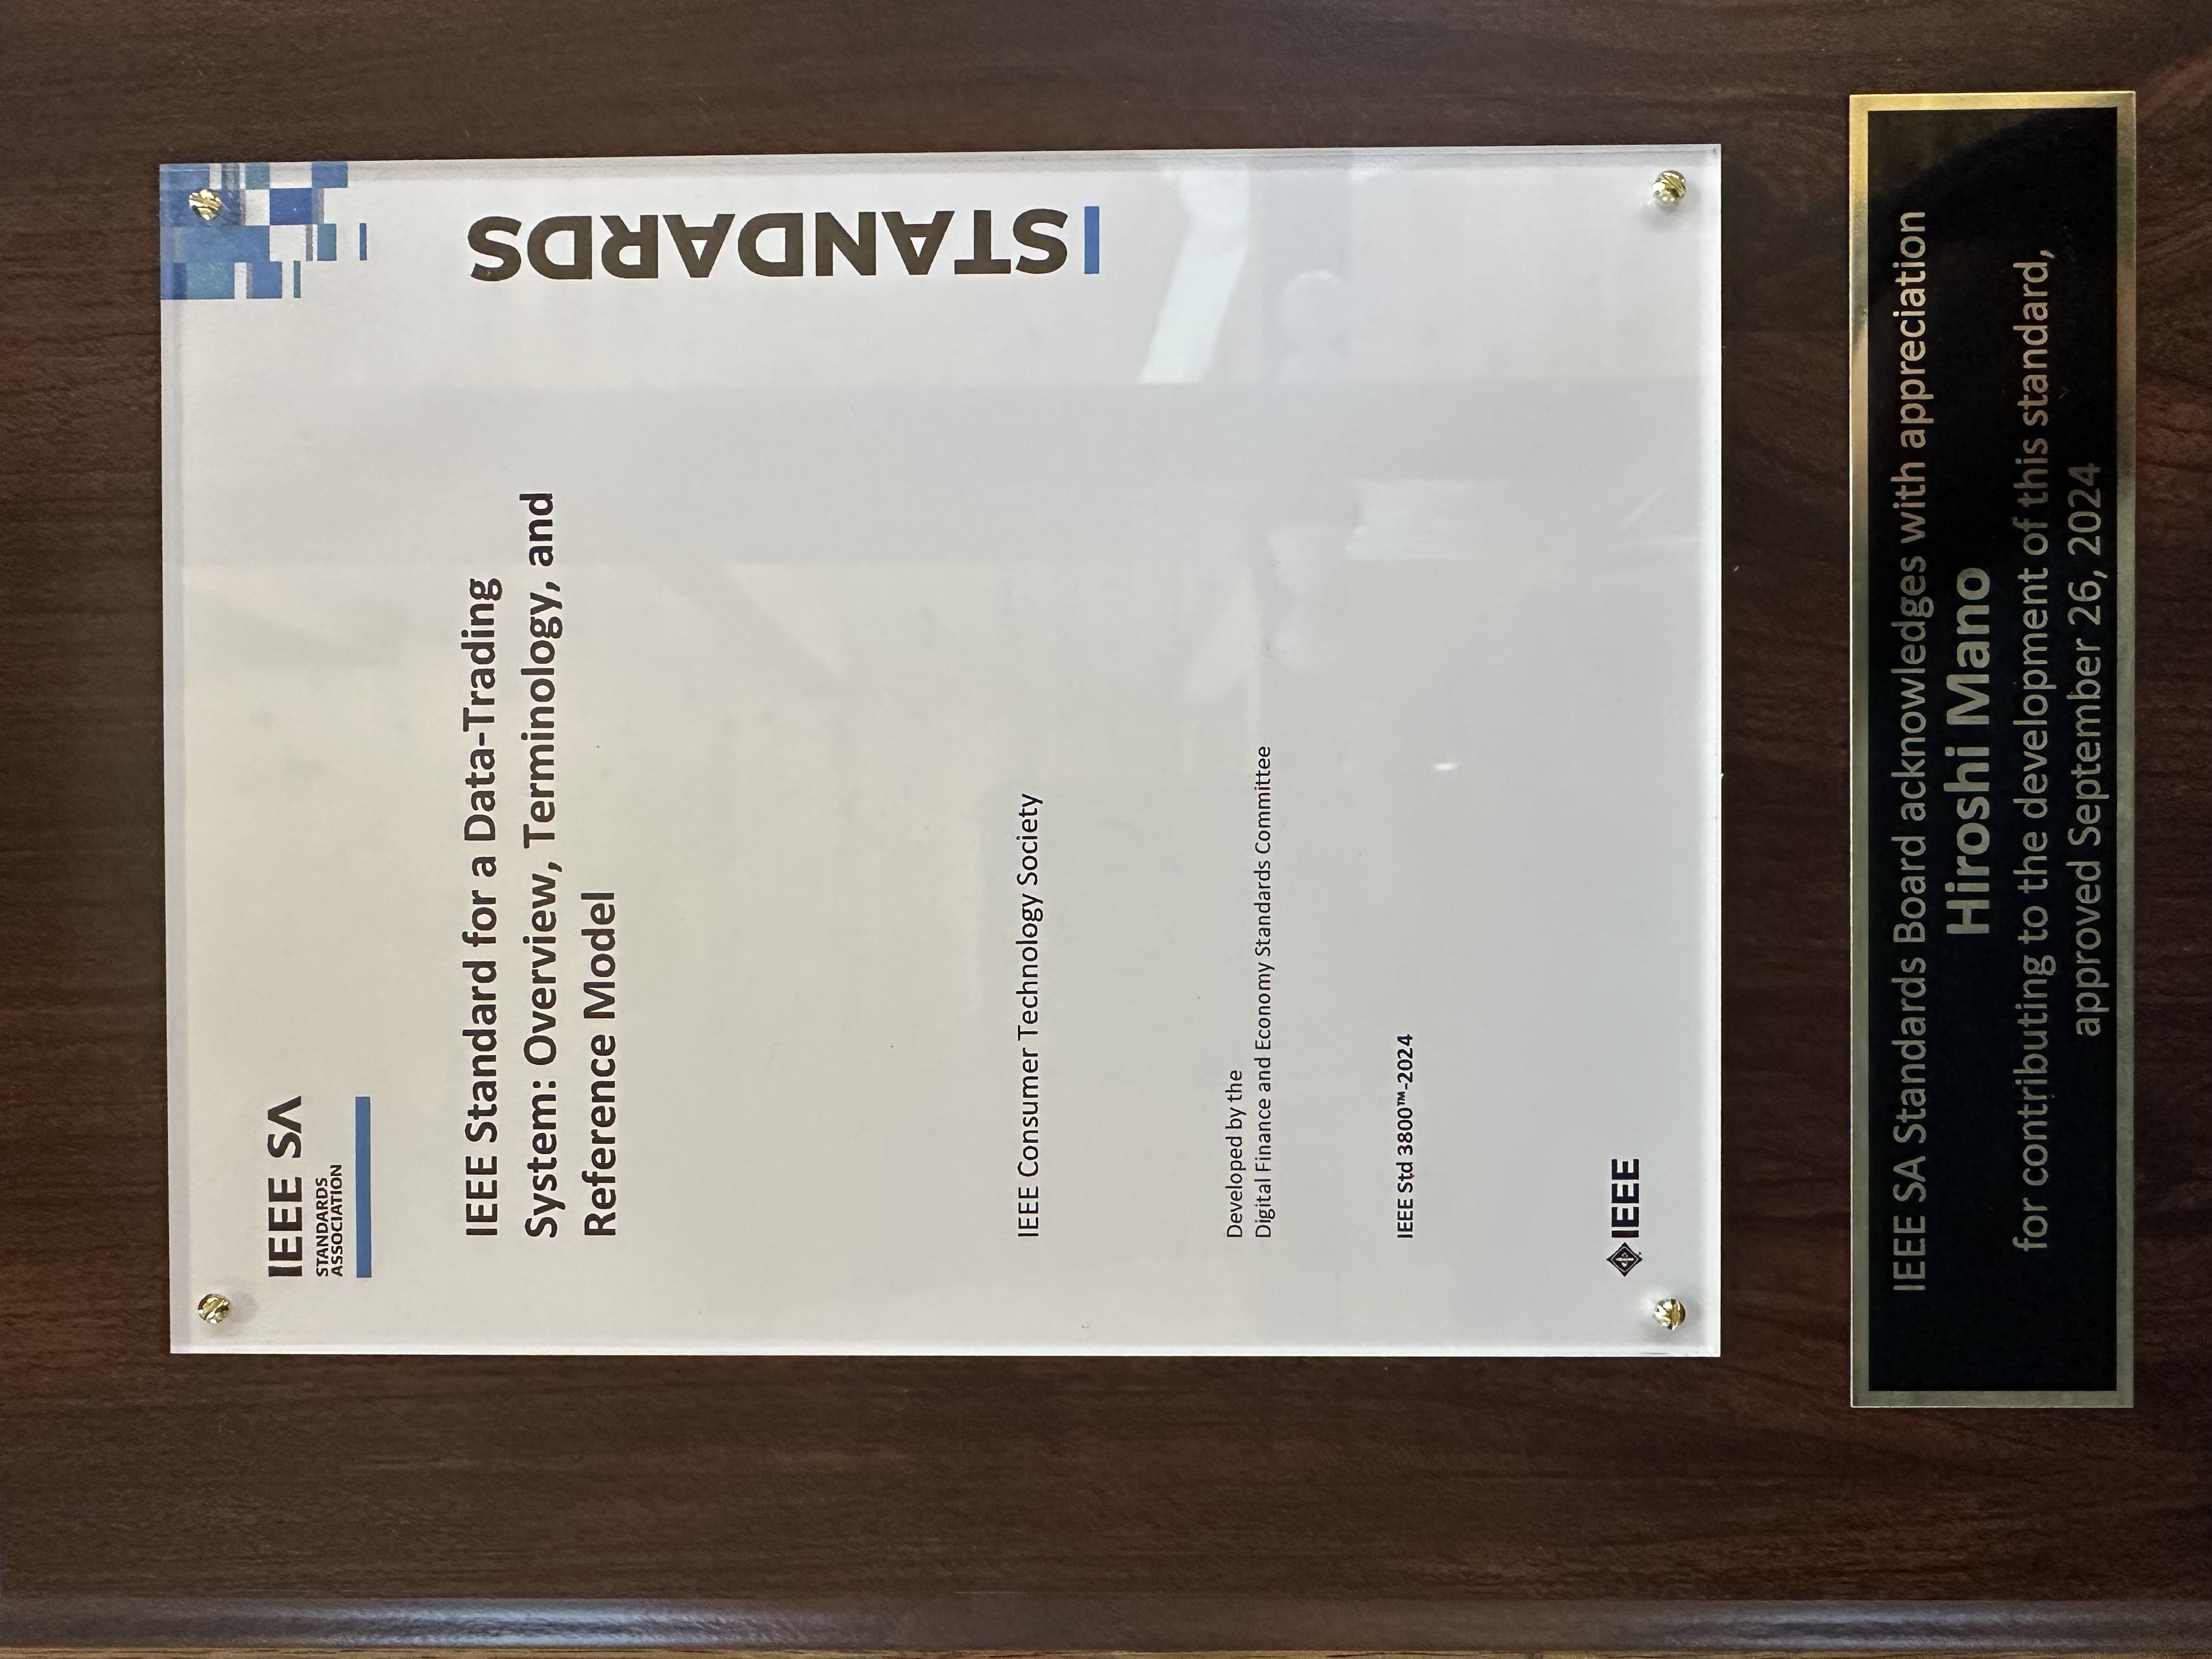 IEEE SA
STANDARDS
ASSOCIATION
STANDARDS
IEEE Standard for a Data-Trading
System: Overview, Terminology, and
Reference Model
IEEE Consumer Technology Society
Developed by the
Digital Finance and Economy Standards Committee
IEEE Std 3800™-2024
IEEE
IEEE SA Standards Board acknowledges with appreciation
Hiroshi Mano
for contributing to the development of this standard,
approved September 26, 2024